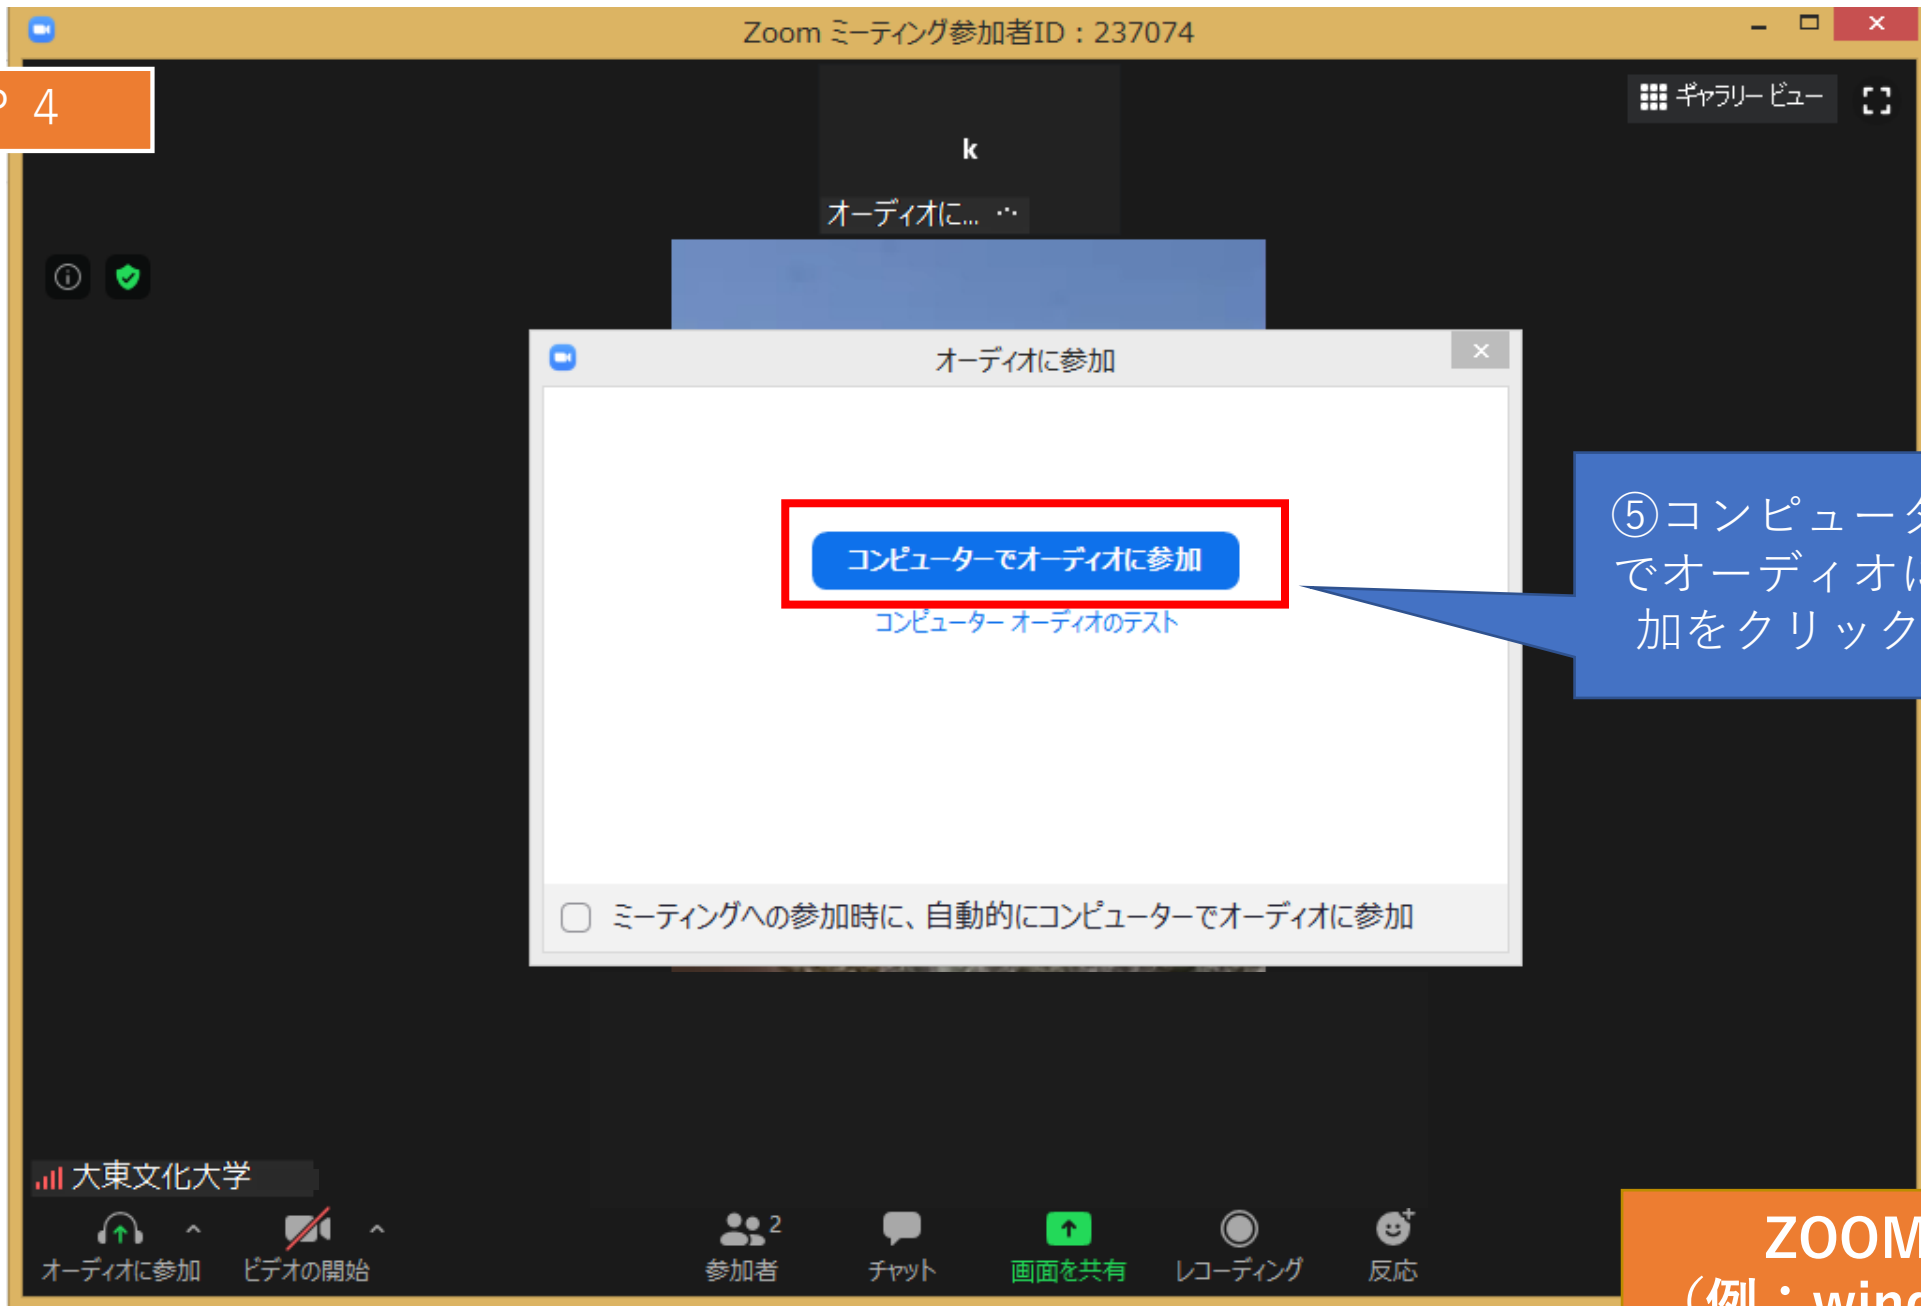 Zoom ミーティング参加者ID：237074
4
ギャラリー ビュー
k
オーディオに... ...
オーディオに参加
コンピューターでオーディオに参加
コンピューター オーディオのテスト
⑤コンピュー
でオーディオ
加をクリック
ミーティングへの参加時に、自動的にコンピューターでオーディオに参加
大東文化大学
オーディオに参加
ビデオの開始
2
参加者
チャット
画面を共有
レコーディング
反応
ZOOM
（例：win